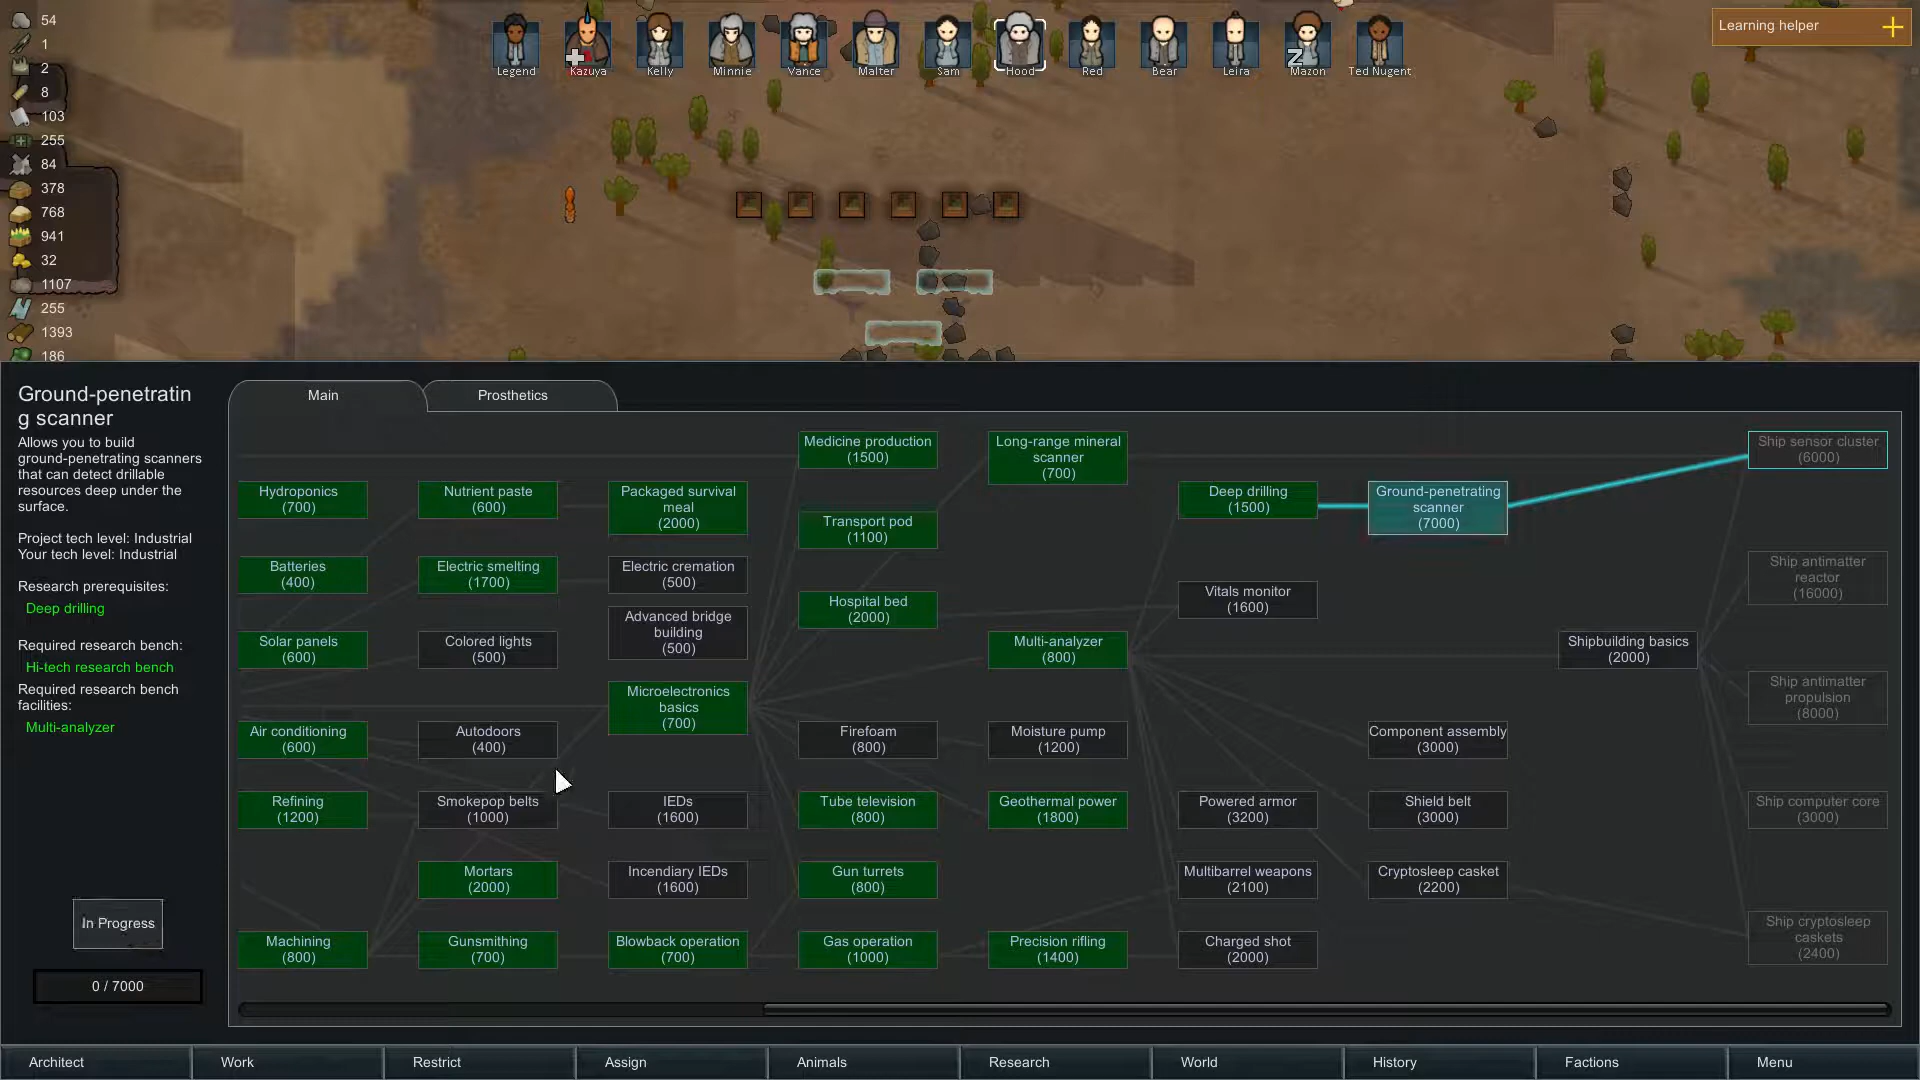 54
1
2
8
103
255
84
378
768
941
32
1107
255
1393
186
Legend
Kazuya
Kelly
Minnie
Vance
Malter
Sam
Hood
Red
Bear
Leira
Z
Mazon
Ted Nugent
Learning helper
Ground-penetratin
g scanner
Allows you to build
ground-penetrating scanners
that can detect drillable
resources deep under the
surface.
Project tech level: Industrial
Your tech level: Industrial
Research prerequisites:
Deep drilling
Required research bench:
Hi-tech research bench
Required research bench
facilities:
Multi-analyzer
In Progress
0 / 7000
Main
Prosthetics
Hydroponics
(700)
Batteries
(400)
Solar panels
(600)
Air conditioning
(600)
Refining
(1200)
Machining
(800)
Nutrient paste
(600)
Electric smelting
(1700)
Colored lights
(500)
Autodoors
(400)
Smokepop belts
(1000)
Mortars
(2000)
Gunsmithing
(700)
Packaged survival
meal
(2000)
Electric cremation
(500)
Advanced bridge
building
(500)
Microelectronics
basics
(700)
IEDs
(1600)
Incendiary IEDs
(1600)
Blowback operation
(700)
Medicine production
(1500)
Transport pod
(1100)
Hospital bed
(2000)
Firefoam
(800)
Tube television
(800)
Gun turrets
(800)
Gas operation
(1000)
Long-range mineral
scanner
(700)
Multi-analyzer
(800)
Moisture pump
(1200)
Geothermal power
(1800)
Precision rifling
(1400)
Deep drilling
(1500)
Vitals monitor
(1600)
Powered armor
(3200)
Multibarrel weapons
(2100)
Charged shot
(2000)
Ground-penetrating
scanner
(7000)
Component assembly
(3000)
Shield belt
(3000)
Cryptosleep casket
(2200)
Shipbuilding basics
(2000)
Ship sensor cluster
(6000)
Ship antimatter
reactor
(16000)
Ship antimatter
propulsion
(8000)
Ship computer core
(3000)
Ship cryptosleep
caskets
(2400)
Architect
Work
Restrict
Assign
Animals
Research
World
History
Factions
Menu